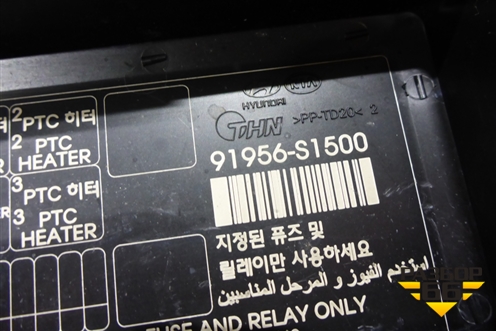 HYUNDAI
KIA
THN >PP-TD20< 2
91956-S1500
2
PTC 히터
2
PTC
HEATER
3
PTC 히터
3
PTC
HEATER
지정된 퓨즈 및
릴레이만 사용하세요
استخدم الفيوز و المرحل المناسبين
FUSE AND RELAY ONLY